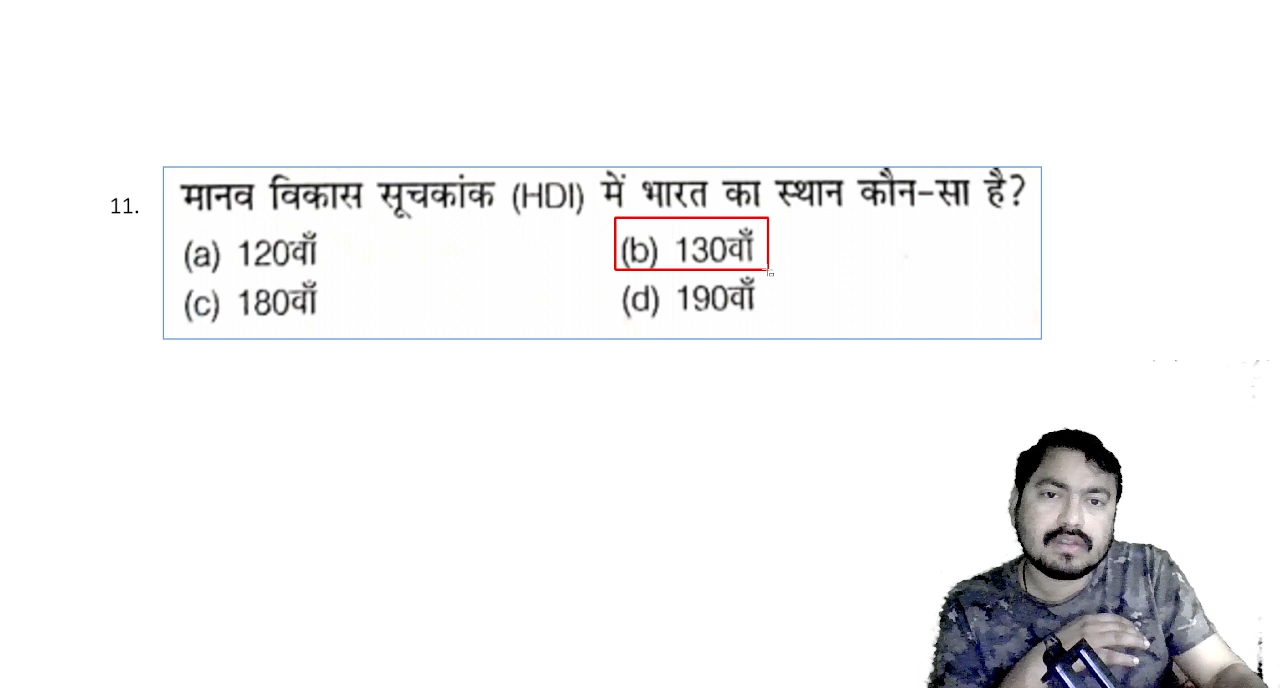 11. मानव विकास सूचकांक (HDI) में भारत का स्थान कौन-सा है?
(a) 120वाँ (b) 130वाँ
(c) 180वाँ (d) 190वाँ